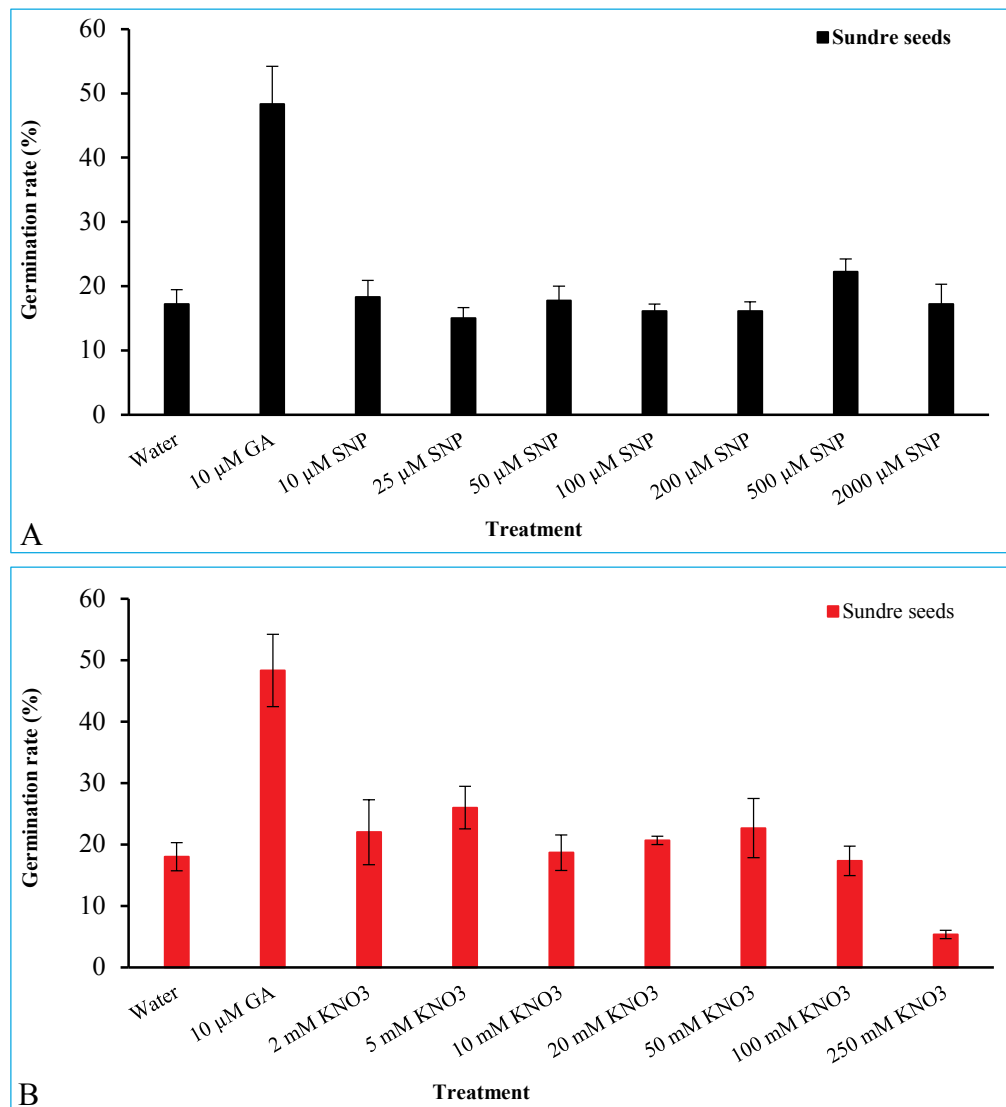 60
50
40
30
20
10
0
Germination rate (%)
Sundre seeds
Water
10 µM GA
10 µM SNP
25 µM SNP
50 µM SNP
100 µM SNP
200 µM SNP
500 µM SNP
2000 µM SNP
Treatment
A
60
50
40
30
20
10
0
Germination rate (%)
Sundre seeds
Water
10 µM GA
2 mM KNO3
5 mM KNO3
10 mM KNO3
20 mM KNO3
50 mM KNO3
100 mM KNO3
250 mM KNO3
Treatment
B